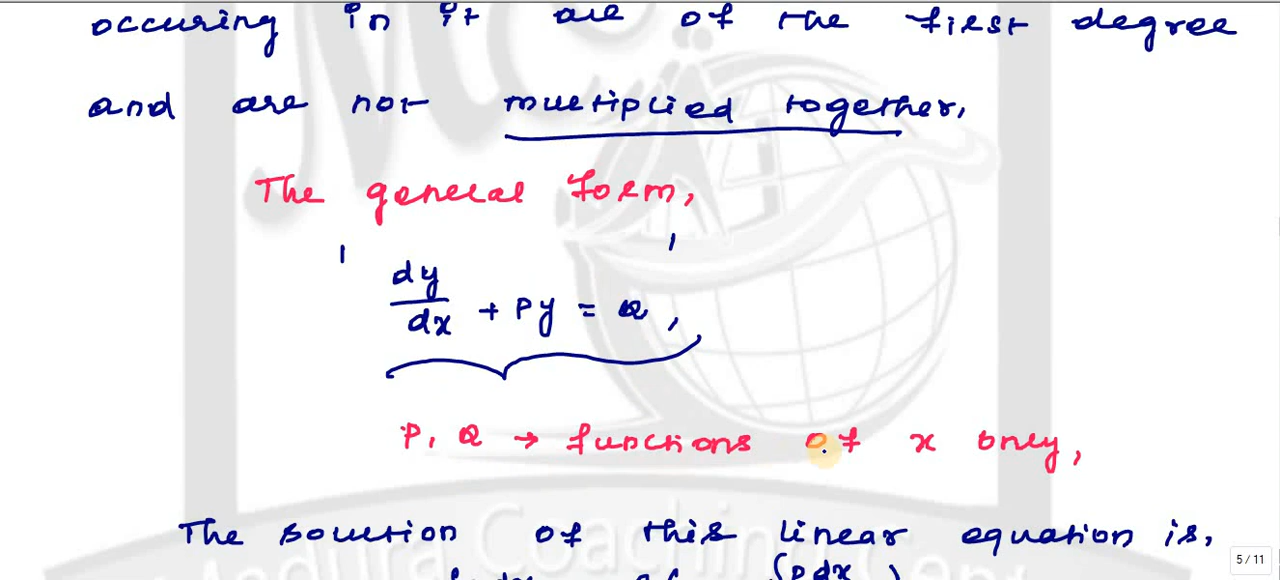 occuring in it are of the first degree
and are not multiplied together,
The general form,
dy/dx + Py = Q,
P, Q → functions of x only,
The solution of this linear equation is,
∫Pdx
5 / 11